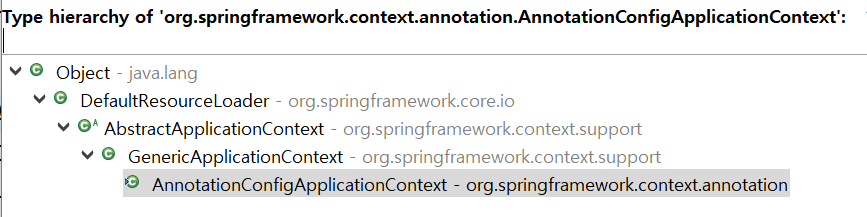 Type hierarchy of 'org.springframework.context.annotation.AnnotationConfigApplicationContext':
Object - java.lang
DefaultResourceLoader - org.springframework.core.io
AbstractApplicationContext - org.springframework.context.support
GenericApplicationContext - org.springframework.context.support
AnnotationConfigApplicationContext - org.springframework.context.annotation